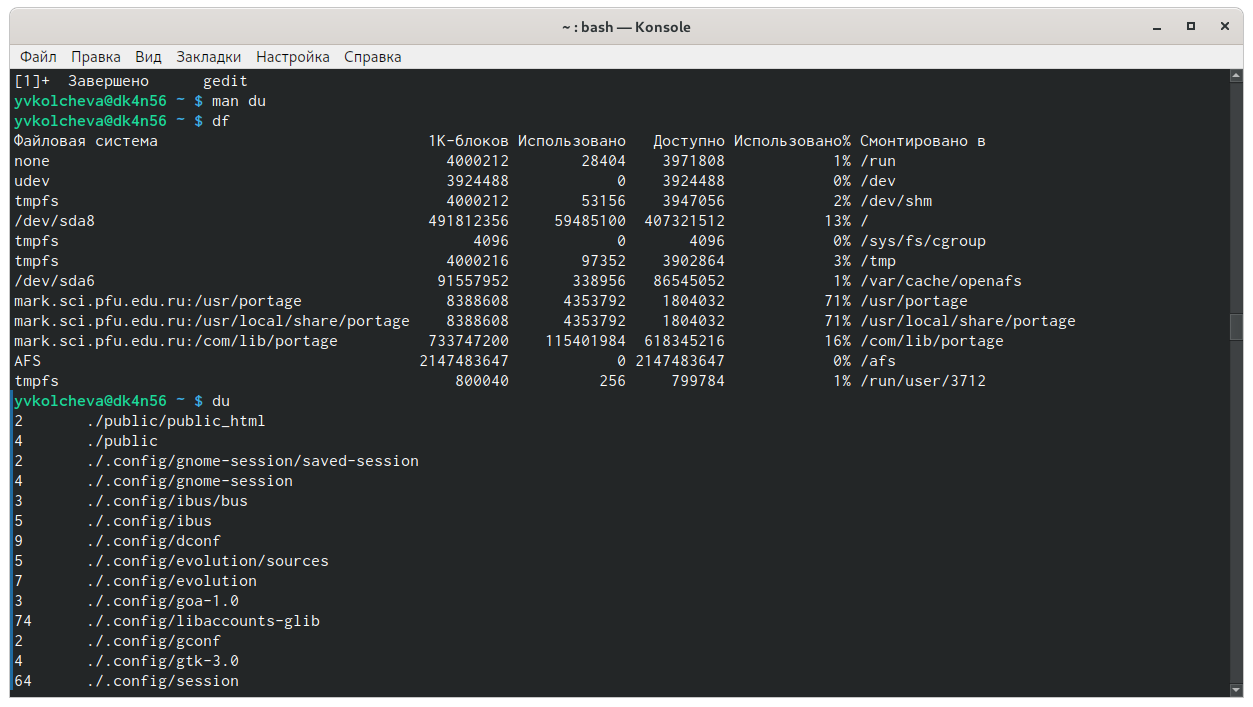 ~ : bash — Konsole
Файл Правка Вид Закладки Настройка Справка
[1]+  Завершено      gedit
yvkolcheva@dk4n56 ~ $ man du
yvkolcheva@dk4n56 ~ $ df
Файловая система                              1K-блоков Использовано   Доступно Использовано% Смонтировано в
none                                            4000212        28404    3971808            1% /run
udev                                            3924488            0    3924488            0% /dev
tmpfs                                           4000212        53156    3947056            2% /dev/shm
/dev/sda8                                     491812356     59485100  407321512           13% /
tmpfs                                              4096            0       4096            0% /sys/fs/cgroup
tmpfs                                           4000216        97352    3902864            3% /tmp
/dev/sda6                                      91557952       338956   86545052            1% /var/cache/openafs
mark.sci.pfu.edu.ru:/usr/portage                8388608      4353792    1804032           71% /usr/portage
mark.sci.pfu.edu.ru:/usr/local/share/portage    8388608      4353792    1804032           71% /usr/local/share/portage
mark.sci.pfu.edu.ru:/com/lib/portage          733747200    115401984  618345216           16% /com/lib/portage
AFS                                          2147483647            0 2147483647            0% /afs
tmpfs                                            800040          256     799784            1% /run/user/3712
yvkolcheva@dk4n56 ~ $ du
2       ./public/public_html
4       ./public
2       ./.config/gnome-session/saved-session
4       ./.config/gnome-session
3       ./.config/ibus/bus
5       ./.config/ibus
9       ./.config/dconf
5       ./.config/evolution/sources
7       ./.config/evolution
3       ./.config/goa-1.0
74      ./.config/libaccounts-glib
2       ./.config/gconf
4       ./.config/gtk-3.0
64      ./.config/session